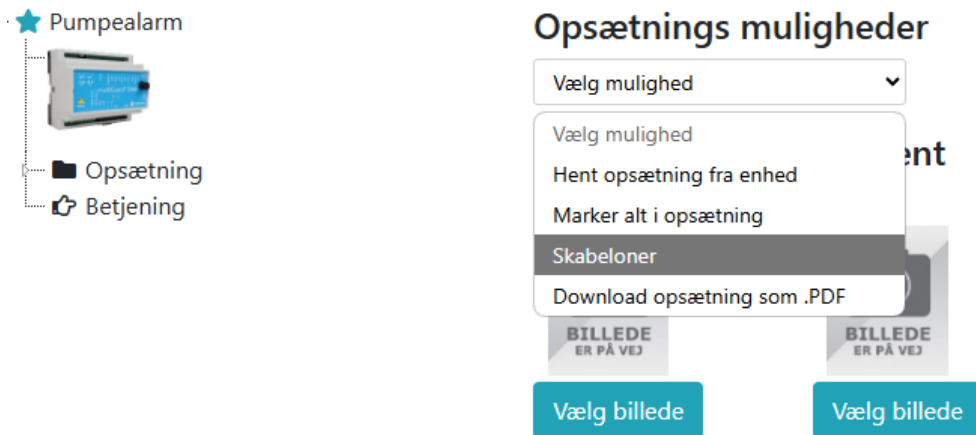 Pumpealarm
Opsætning
Betjening
Opsætnings muligheder
Vælg mulighed
Vælg mulighed
Hent opsætning fra enhed
Marker alt i opsætning
Skabeloner
Download opsætning som .PDF
ent
BILLEDE
ER PÅ VEJ
BILLEDE
ER PÅ VEJ
Vælg billede
Vælg billede